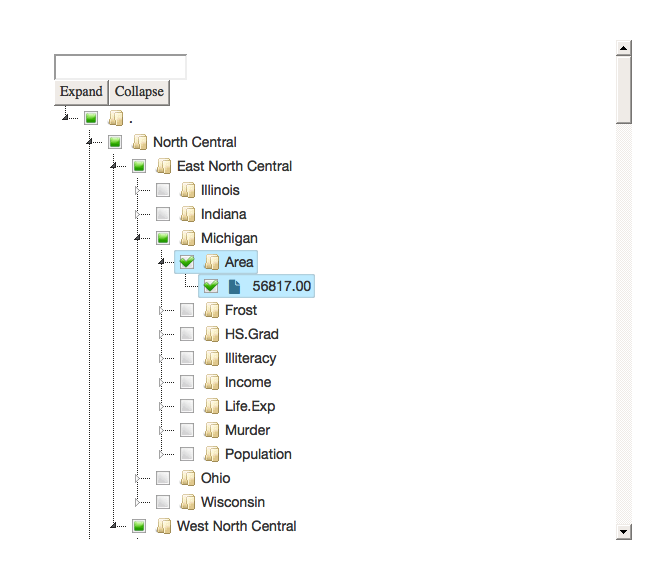 Expand Collapse
.
North Central
East North Central
Illinois
Indiana
Michigan
Area
56817.00
Frost
HS.Grad
Illiteracy
Income
Life.Exp
Murder
Population
Ohio
Wisconsin
West North Central